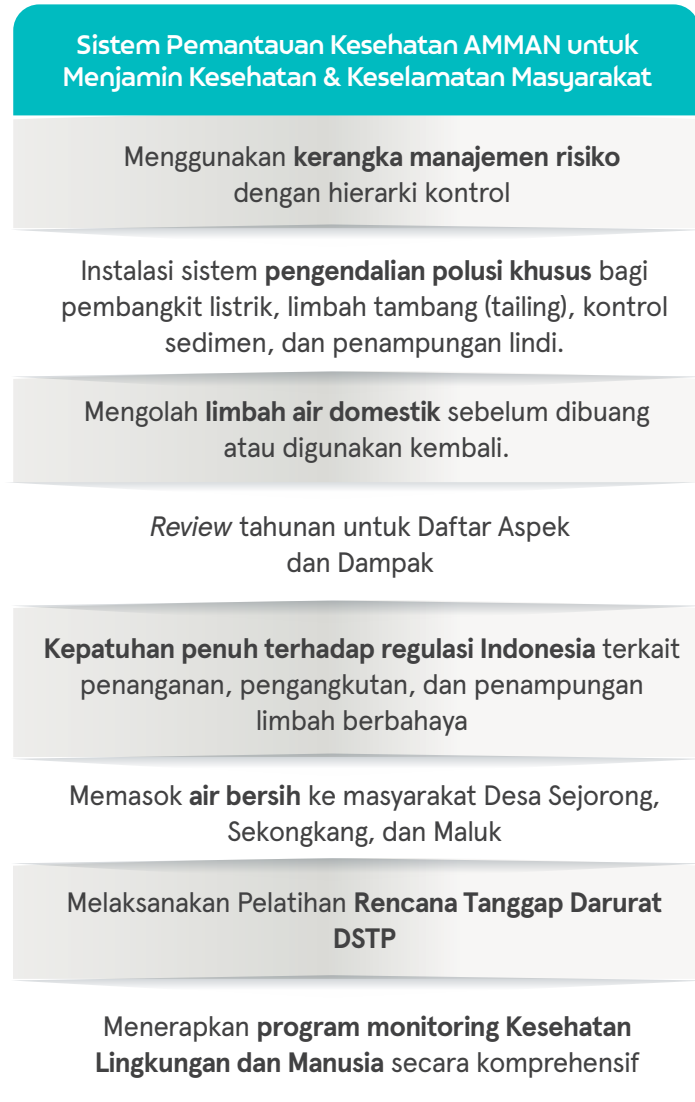 Sistem Pemantauan Kesehatan AMMAN untuk
Menjamin Kesehatan & Keselamatan Masyarakat
Menggunakan kerangka manajemen risiko
dengan hierarki kontrol
Instalasi sistem pengendalian polusi khusus bagi
pembangkit listrik, limbah tambang (tailing), kontrol
sedimen, dan penampungan lindi.
Mengolah limbah air domestik sebelum dibuang
atau digunakan kembali.
Review tahunan untuk Daftar Aspek
dan Dampak
Kepatuhan penuh terhadap regulasi Indonesia terkait
penanganan, pengangkutan, dan penampungan
limbah berbahaya
Memasok air bersih ke masyarakat Desa Sejorong,
Sekongkang, dan Maluk
Melaksanakan Pelatihan Rencana Tanggap Darurat
DSTP
Menerapkan program monitoring Kesehatan
Lingkungan dan Manusia secara komprehensif